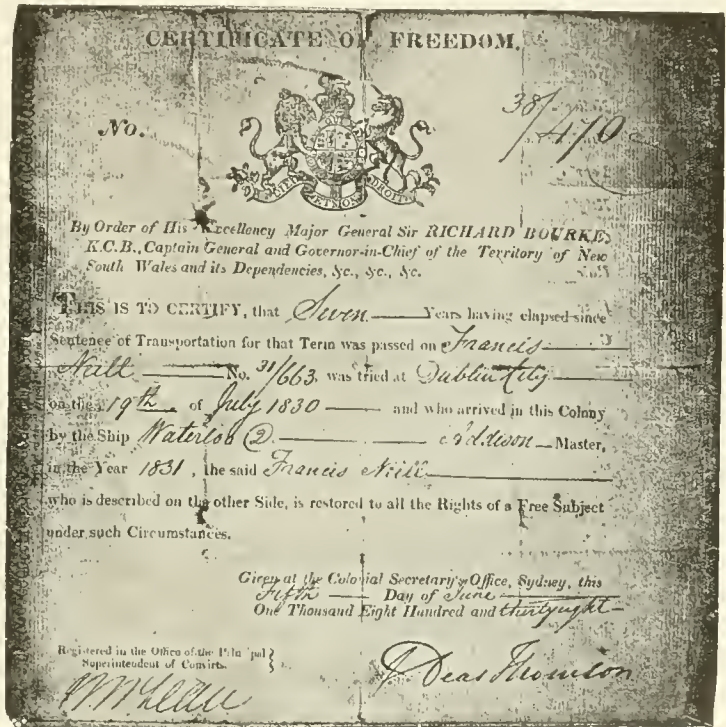 CERTIFICATE OF FREEDOM.
No. 38/470
DIEU ET MON DROIT
By Order of His Excellency Major General Sir RICHARD BOURKE,
K.C.B., Captain General and Governor-in-Chief of the Territory of New
South Wales and its Dependencies, &c., &c., &c.
THIS IS TO CERTIFY, that Seven Years having elapsed since
Sentence of Transportation for that Term was passed on Francis
Neill No. 31/663, was tried at Dublin City
on the 19th of July 1830 and who arrived in this Colony
by the Ship Waterloo (2) Addison Master,
in the Year 1831, the said Francis Neill
who is described on the other Side, is restored to all the Rights of a Free Subject
under such Circumstances.
Given at the Colonial Secretary's Office, Sydney, this
Fifth Day of June
One Thousand Eight Hundred and thirty eight
Registered in the Office of the Principal
Superintendent of Convicts.
E Deas Thomson